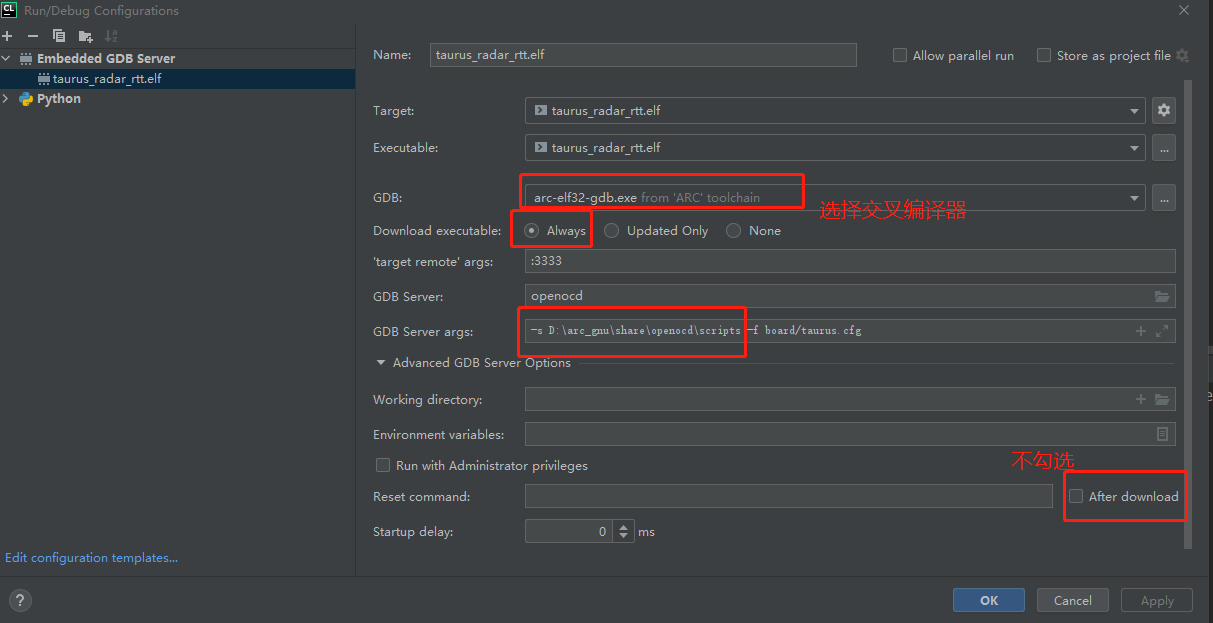 CL Run/Debug Configurations
Embedded GDB Server
taurus_radar_rtt.elf
Python
Edit configuration templates...
Name: taurus_radar_rtt.elf Allow parallel run Store as project file
Target: taurus_radar_rtt.elf
Executable: taurus_radar_rtt.elf ...
GDB: arc-elf32-gdb.exe from 'ARC' toolchain ...
选择交叉编译器
Download executable: Always Updated Only None
'target remote' args: :3333
GDB Server: openocd
GDB Server args: -s D:\arc_gnu\share\openocd\scripts -f board/taurus.cfg
Advanced GDB Server Options
Working directory:
Environment variables:
Run with Administrator privileges
不勾选
Reset command: After download
Startup delay: 0 ms
? OK Cancel Apply